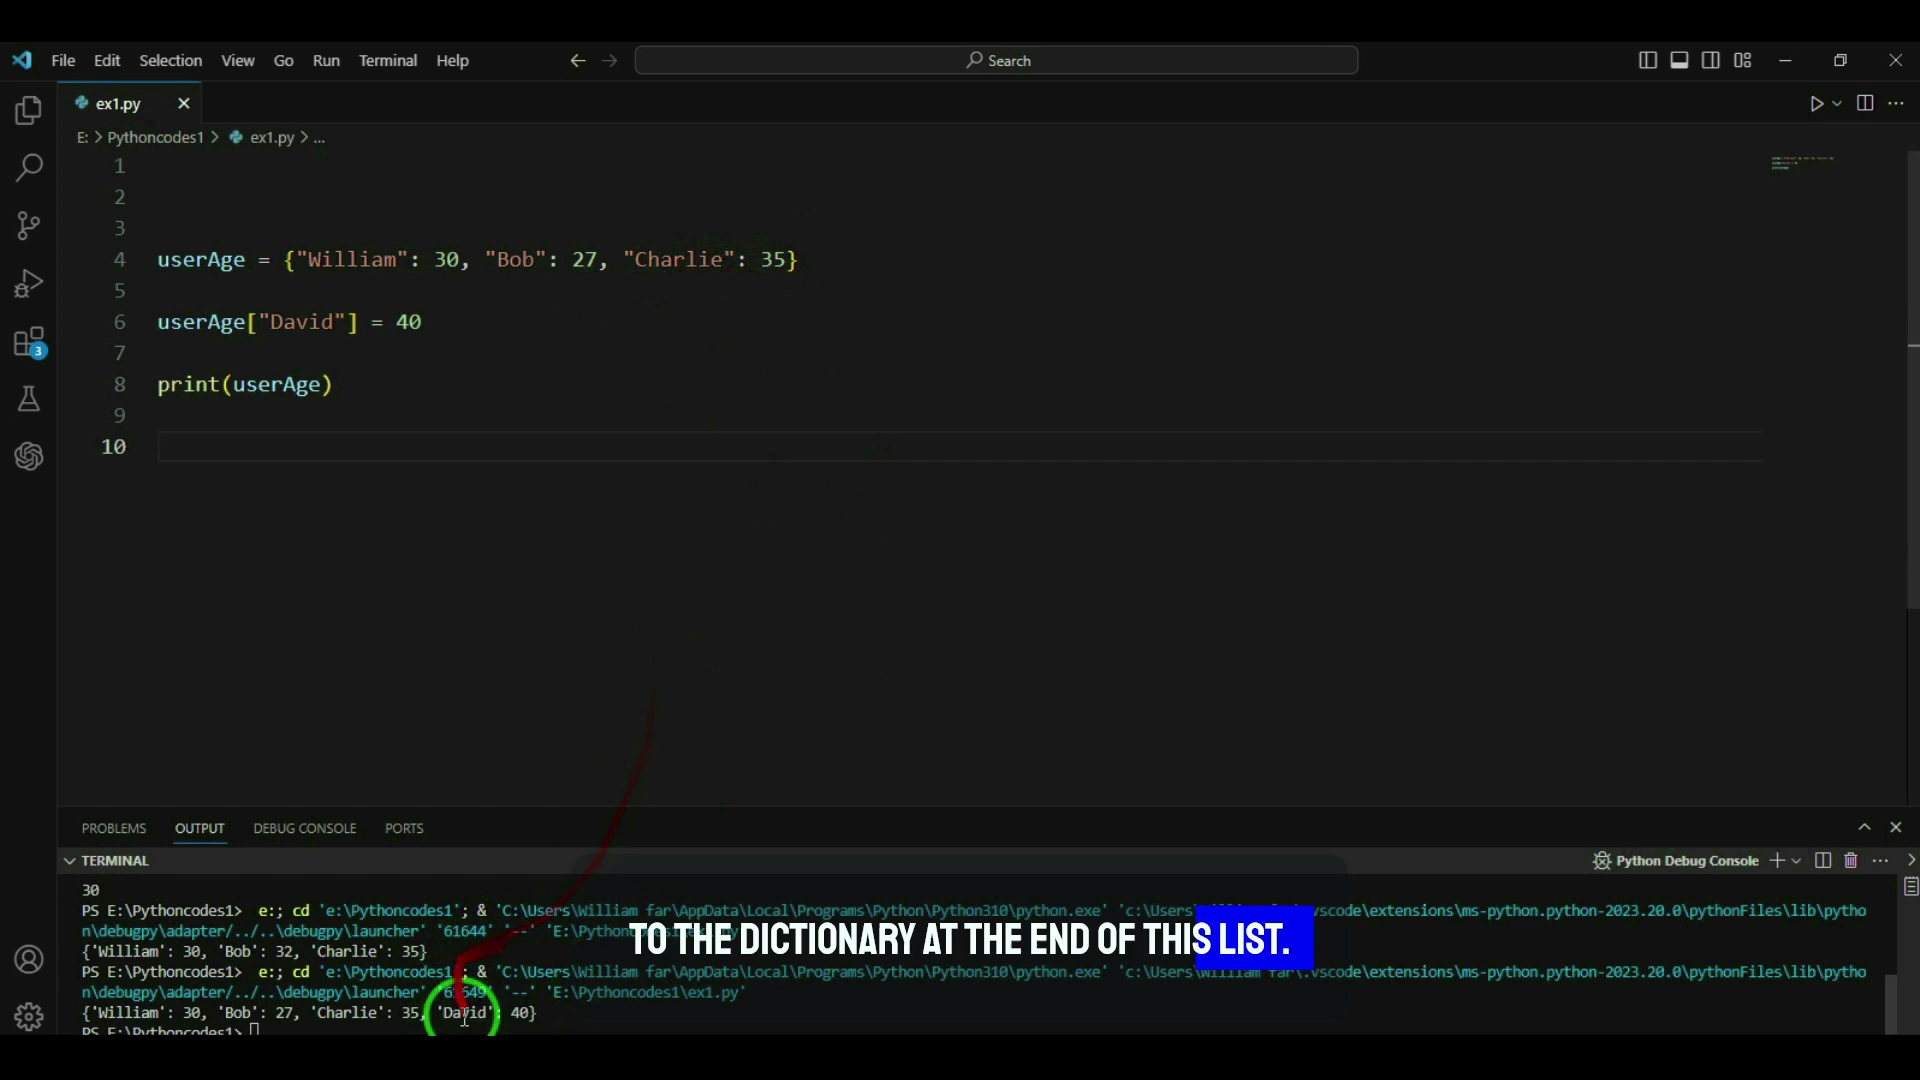 File Edit Selection View Go Run Terminal Help
Search
ex1.py
E: > Pythoncodes1 > ex1.py > ...
1
2
3
4 userAge = {"William": 30, "Bob": 27, "Charlie": 35}
5
6 userAge["David"] = 40
7
8 print(userAge)
9
10
3
PROBLEMS OUTPUT DEBUG CONSOLE PORTS
TERMINAL
Python Debug Console
30
PS E:\Pythoncodes1> e:; cd 'e:\Pythoncodes1'; & 'C:\Users\William far\AppData\Local\Programs\Python\Python310\python.exe' 'c:\Users\ .vscode\extensions\ms-python.python-2023.20.0\pythonFiles\lib\pytho
n\debugpy\adapter/../..\debugpy\launcher' '61644' '--' 'E:\Pythoncodes1
TO THE DICTIONARY AT THE END OF THIS LIST.
{'William': 30, 'Bob': 32, 'Charlie': 35}
PS E:\Pythoncodes1> e:; cd 'e:\Pythoncodes1'; & 'C:\Users\William far\AppData\Local\Programs\Python\Python310\python.exe' 'c:\Users\William far\.vscode\extensions\ms-python.python-2023.20.0\pythonFiles\lib\pytho
n\debugpy\adapter/../..\debugpy\launcher' '61649' '--' 'E:\Pythoncodes1\ex1.py'
{'William': 30, 'Bob': 27, 'Charlie': 35, 'David': 40}
PS E:\Pythoncodes1>